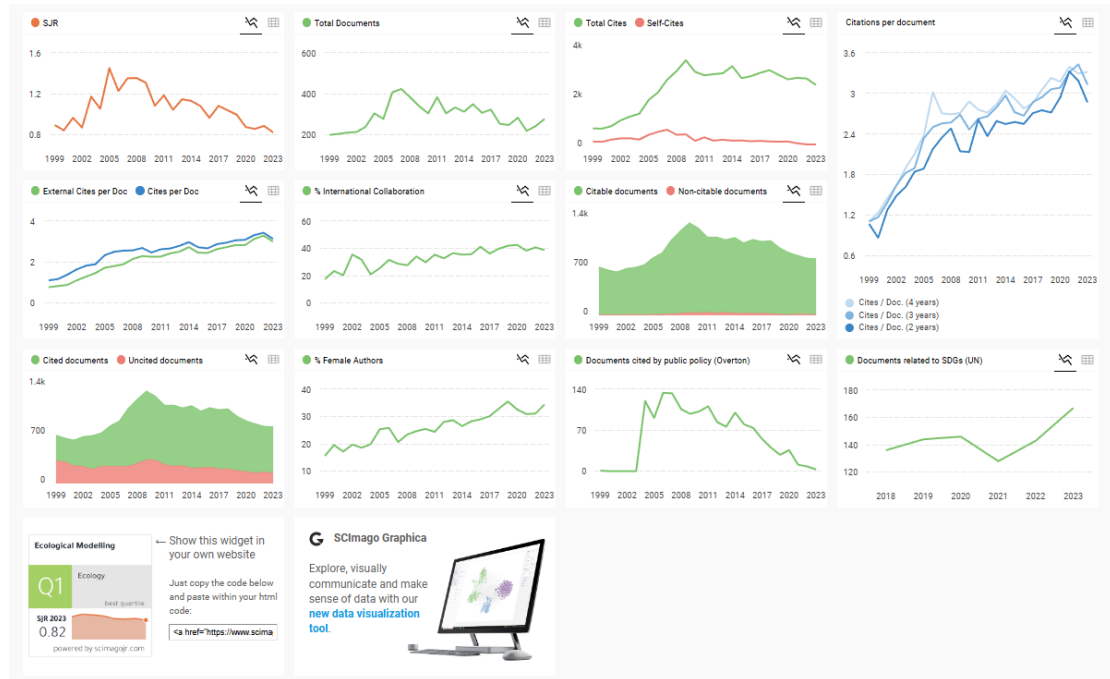 SJR
1.6
1.2
0.8
1999 2002 2005 2008 2011 2014 2017 2020 2023
Total Documents
600
400
200
1999 2002 2005 2008 2011 2014 2017 2020 2023
Total Cites Self-Cites
4k
2k
0
1999 2002 2005 2008 2011 2014 2017 2020 2023
Citations per document
3.6
3
2.4
1.8
1.2
0.6
1999 2002 2005 2008 2011 2014 2017 2020 2023
Cites / Doc. (4 years)
Cites / Doc. (3 years)
Cites / Doc. (2 years)
External Cites per Doc Cites per Doc
4
2
0
1999 2002 2005 2008 2011 2014 2017 2020 2023
% International Collaboration
60
40
20
0
1999 2002 2005 2008 2011 2014 2017 2020 2023
Citable documents Non-citable documents
1.4k
700
0
1999 2002 2005 2008 2011 2014 2017 2020 2023
Cited documents Uncited documents
1.4k
700
0
1999 2002 2005 2008 2011 2014 2017 2020 2023
% Female Authors
40
30
20
10
1999 2002 2005 2008 2011 2014 2017 2020 2023
Documents cited by public policy (Overton)
140
70
0
1999 2002 2005 2008 2011 2014 2017 2020 2023
Documents related to SDGs (UN)
180
160
140
120
2018 2019 2020 2021 2022 2023
Ecological Modelling
Q1
Ecology
best quartile
SJR 2023
0.82
powered by scimagojr.com
← Show this widget in
your own website
Just copy the code below
and paste within your html
code:
<a href="https://www.scima
G SCImago Graphica
Explore, visually
communicate and make
sense of data with our
new data visualization
tool.